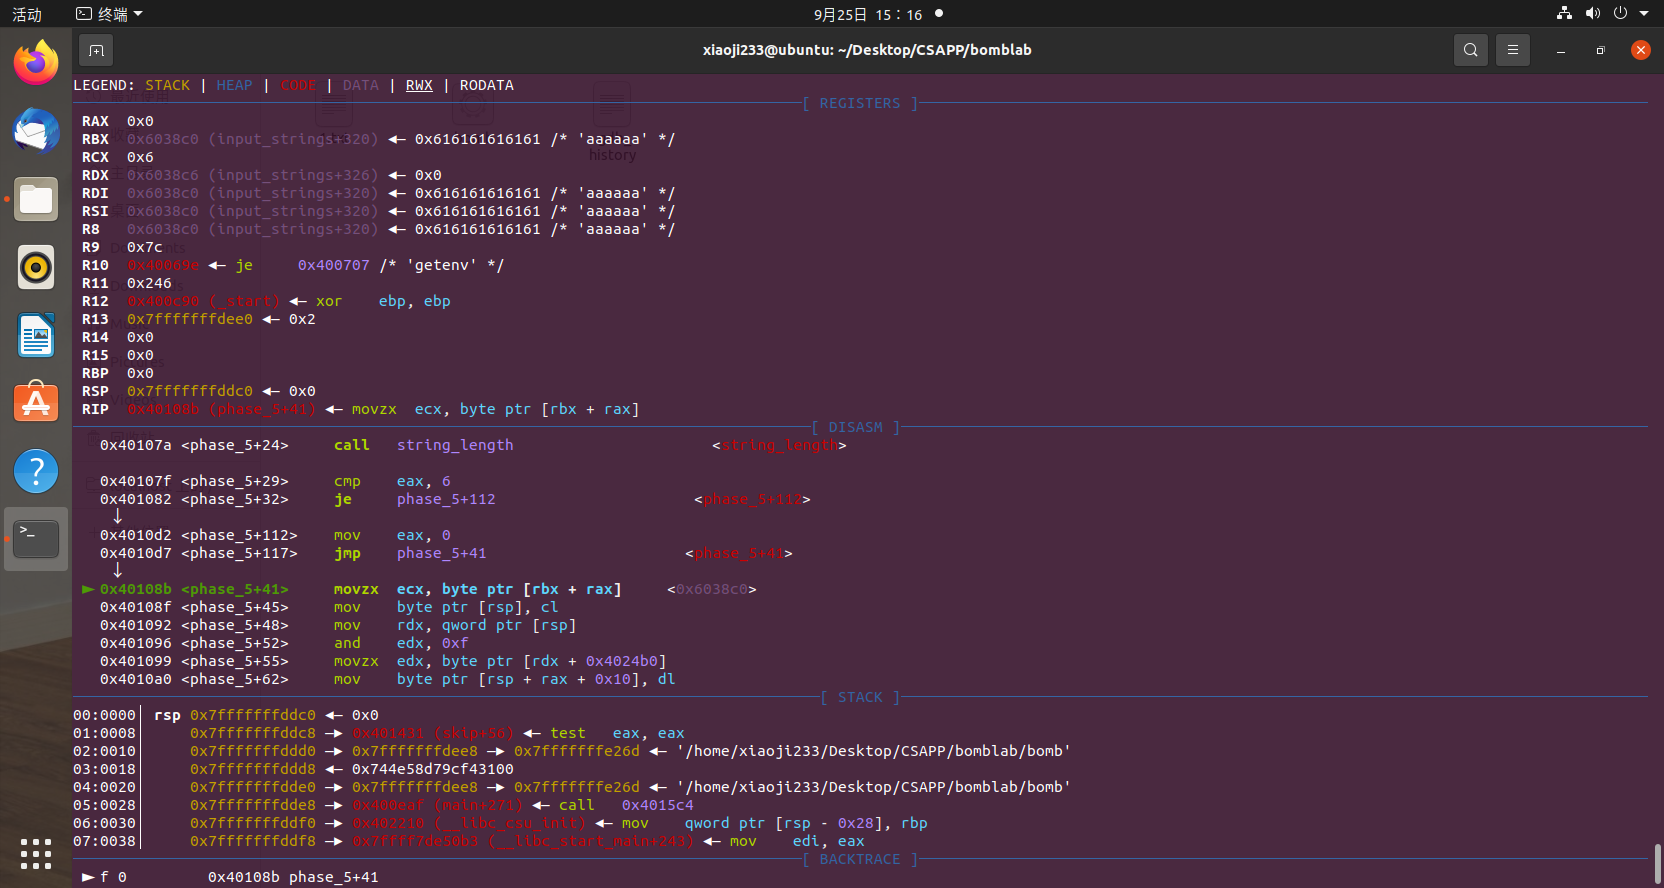 活动 终端 9月25日 15：16
xiaoji233@ubuntu: ~/Desktop/CSAPP/bomblab
LEGEND: STACK | HEAP | CODE | DATA | RWX | RODATA
[ REGISTERS ]
RAX 0x0
RBX 0x6038c0 (input_strings+320) ◂— 0x616161616161 /* 'aaaaaa' */
history
RCX 0x6
RDX 0x6038c6 (input_strings+326) ◂— 0x0
RDI 0x6038c0 (input_strings+320) ◂— 0x616161616161 /* 'aaaaaa' */
RSI 0x6038c0 (input_strings+320) ◂— 0x616161616161 /* 'aaaaaa' */
R8 0x6038c0 (input_strings+320) ◂— 0x616161616161 /* 'aaaaaa' */
R9 0x7c
R10 0x40069e ◂— je 0x400707 /* 'getenv' */
R11 0x246
R12 0x400c90 (_start) ◂— xor ebp, ebp
R13 0x7fffffffdee0 ◂— 0x2
R14 0x0
R15 0x0
RBP 0x0
RSP 0x7fffffffddc0 ◂— 0x0
RIP 0x40108b (phase_5+41) ◂— movzx ecx, byte ptr [rbx + rax]
[ DISASM ]
0x40107a <phase_5+24> call string_length <string_length>
0x40107f <phase_5+29> cmp eax, 6
0x401082 <phase_5+32> je phase_5+112 <phase_5+112>
↓
0x4010d2 <phase_5+112> mov eax, 0
0x4010d7 <phase_5+117> jmp phase_5+41 <phase_5+41>
↓
► 0x40108b <phase_5+41> movzx ecx, byte ptr [rbx + rax] <0x6038c0>
0x40108f <phase_5+45> mov byte ptr [rsp], cl
0x401092 <phase_5+48> mov rdx, qword ptr [rsp]
0x401096 <phase_5+52> and edx, 0xf
0x401099 <phase_5+55> movzx edx, byte ptr [rdx + 0x4024b0]
0x4010a0 <phase_5+62> mov byte ptr [rsp + rax + 0x10], dl
[ STACK ]
00:0000│ rsp 0x7fffffffddc0 ◂— 0x0
01:0008│ 0x7fffffffddc8 —▸ 0x401431 (skip+56) ◂— test eax, eax
02:0010│ 0x7fffffffddd0 —▸ 0x7fffffffdee8 —▸ 0x7fffffffe26d ◂— '/home/xiaoji233/Desktop/CSAPP/bomblab/bomb'
03:0018│ 0x7fffffffddd8 ◂— 0x744e58d79cf43100
04:0020│ 0x7fffffffdde0 —▸ 0x7fffffffdee8 —▸ 0x7fffffffe26d ◂— '/home/xiaoji233/Desktop/CSAPP/bomblab/bomb'
05:0028│ 0x7fffffffdde8 —▸ 0x400eaf (main+271) ◂— call 0x4015c4
06:0030│ 0x7fffffffddf0 —▸ 0x402210 (__libc_csu_init) ◂— mov qword ptr [rsp - 0x28], rbp
07:0038│ 0x7fffffffddf8 —▸ 0x7ffff7de50b3 (__libc_start_main+243) ◂— mov edi, eax
[ BACKTRACE ]
► f 0 0x40108b phase_5+41